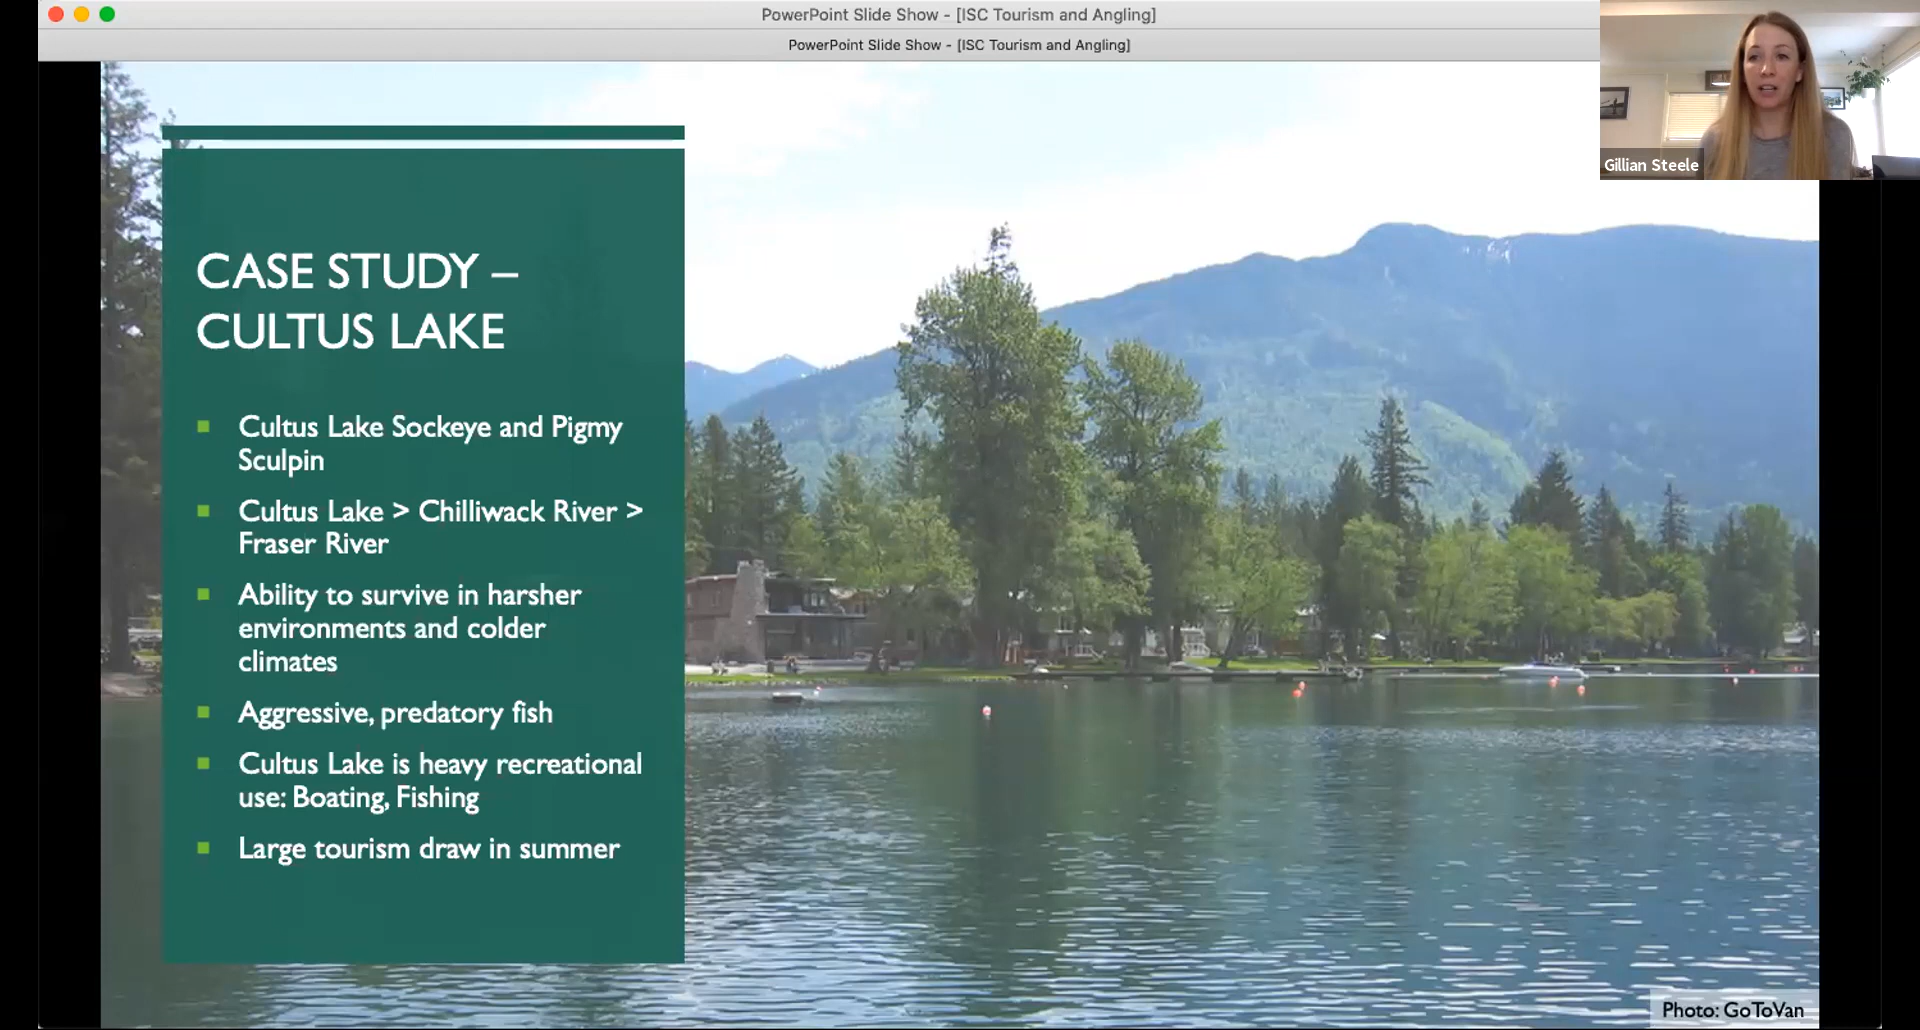 PowerPoint Slide Show - [ISC Tourism and Angling]
PowerPoint Slide Show - [ISC Tourism and Angling]
Gillian Steele
CASE STUDY –
CULTUS LAKE
Cultus Lake Sockeye and Pigmy
Sculpin
Cultus Lake > Chilliwack River >
Fraser River
Ability to survive in harsher
environments and colder
climates
Aggressive, predatory fish
Cultus Lake is heavy recreational
use: Boating, Fishing
Large tourism draw in summer
Photo: GoToVan